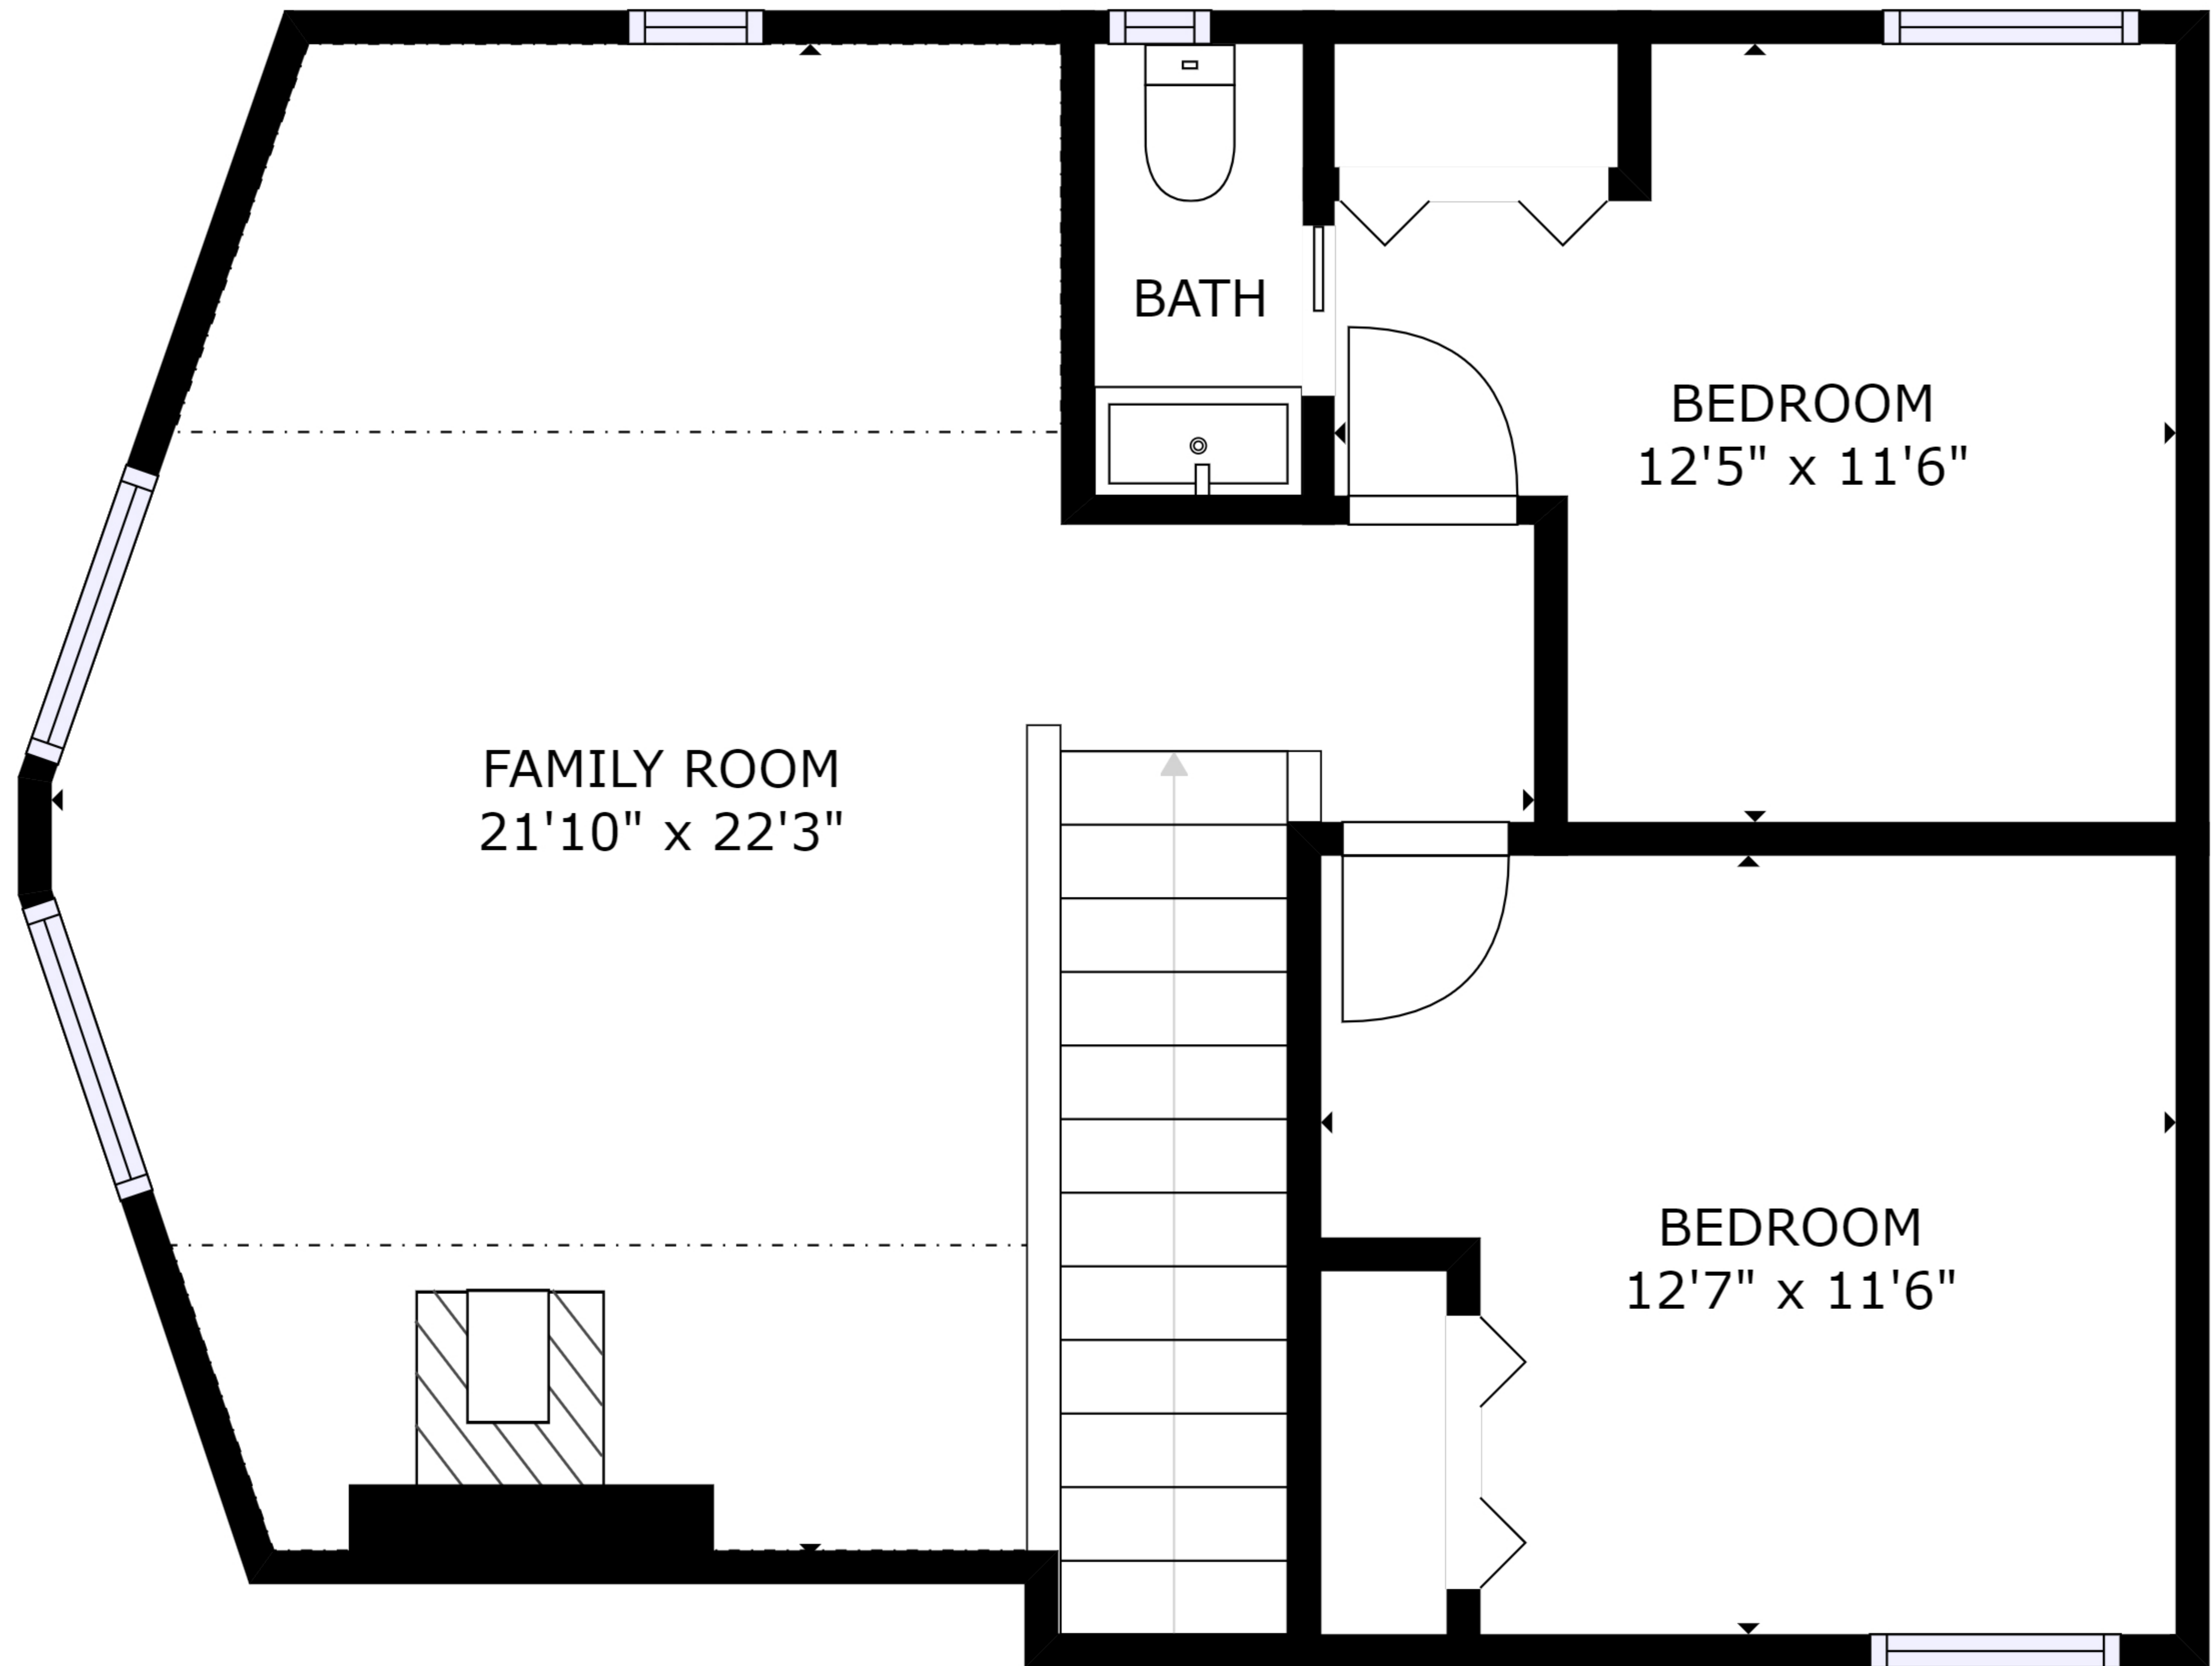 BATH
BEDROOM
12'5" x 11'6"
FAMILY ROOM
21'10" x 22'3"
BEDROOM
12'7" x 11'6"